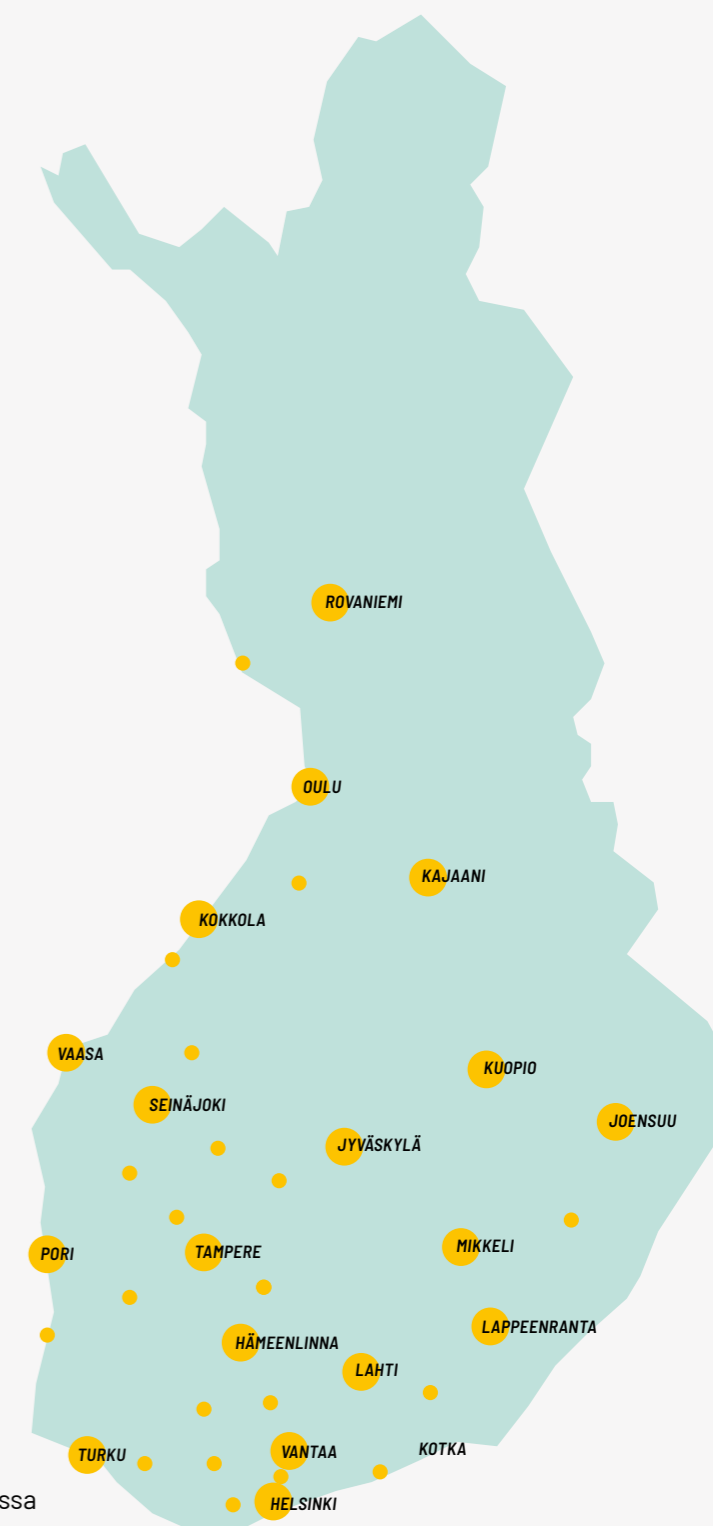 ROVANIEMI
OULU
KAJAANI
KOKKOLA
VAASA
KUOPIO
SEINÄJOKI
JOENSUU
JYVÄSKYLÄ
MIKKELI
TAMPERE
PORI
LAPPEENRANTA
HÄMEENLINNA
LAHTI
KOTKA
VANTAA
TURKU
ssa
HELSINKI